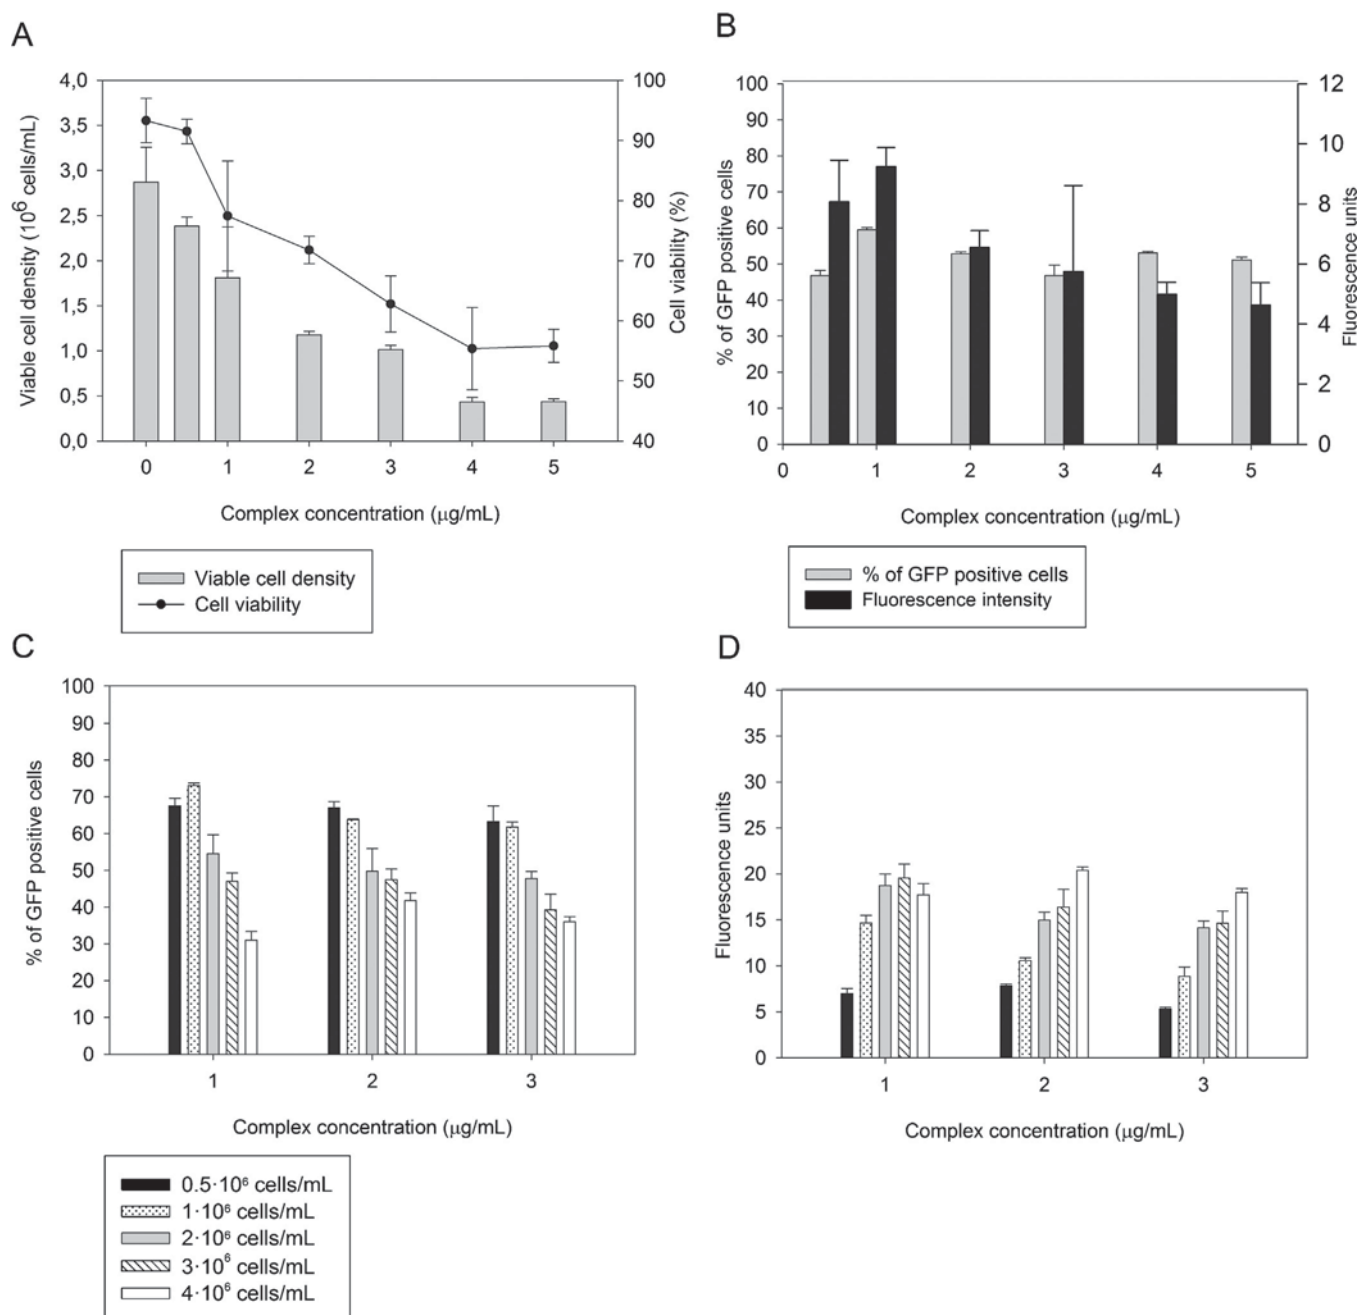 A
4,0
3,5
3,0
2,5
2,0
1,5
1,0
0,5
0,0
Viable cell density (10⁶ cells/mL)
100
90
80
70
60
50
40
Cell viability (%)
0 1 2 3 4 5
Complex concentration (μg/mL)
Viable cell density
Cell viability
B
100
90
80
70
60
50
40
30
20
10
0
% of GFP positive cells
12
10
8
6
4
2
0
Fluorescence units
0 1 2 3 4 5
Complex concentration (μg/mL)
% of GFP positive cells
Fluorescence intensity
C
100
90
80
70
60
50
40
30
20
10
0
% of GFP positive cells
1 2 3
Complex concentration (μg/mL)
0.5·10⁶ cells/mL
1·10⁶ cells/mL
2·10⁶ cells/mL
3·10⁶ cells/mL
4·10⁶ cells/mL
D
40
35
30
25
20
15
10
5
0
Fluorescence units
1 2 3
Complex concentration (μg/mL)